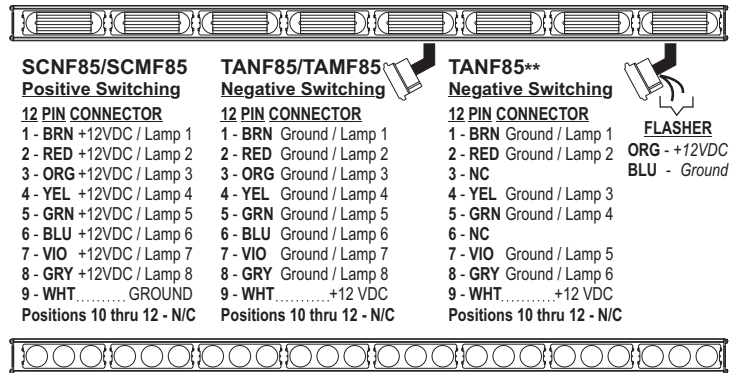 SCNF85/SCMF85
Positive Switching
12 PIN CONNECTOR
1 - BRN +12VDC / Lamp 1
2 - RED +12VDC / Lamp 2
3 - ORG +12VDC / Lamp 3
4 - YEL +12VDC / Lamp 4
5 - GRN +12VDC / Lamp 5
6 - BLU +12VDC / Lamp 6
7 - VIO +12VDC / Lamp 7
8 - GRY +12VDC / Lamp 8
9 - WHT.......... GROUND
Positions 10 thru 12 - N/C
TANF85/TAMF85
Negative Switching
12 PIN CONNECTOR
1 - BRN Ground / Lamp 1
2 - RED Ground / Lamp 2
3 - ORG Ground / Lamp 3
4 - YEL Ground / Lamp 4
5 - GRN Ground / Lamp 5
6 - BLU Ground / Lamp 6
7 - VIO Ground / Lamp 7
8 - GRY Ground / Lamp 8
9 - WHT...........+12 VDC
Positions 10 thru 12 - N/C
TANF85**
Negative Switching
12 PIN CONNECTOR
1 - BRN Ground / Lamp 1
2 - RED Ground / Lamp 2
3 - NC
4 - YEL Ground / Lamp 3
5 - GRN Ground / Lamp 4
6 - NC
7 - VIO Ground / Lamp 5
8 - GRY Ground / Lamp 6
9 - WHT...........+12 VDC
Positions 10 thru 12 - N/C
FLASHER
ORG - +12VDC
BLU - Ground